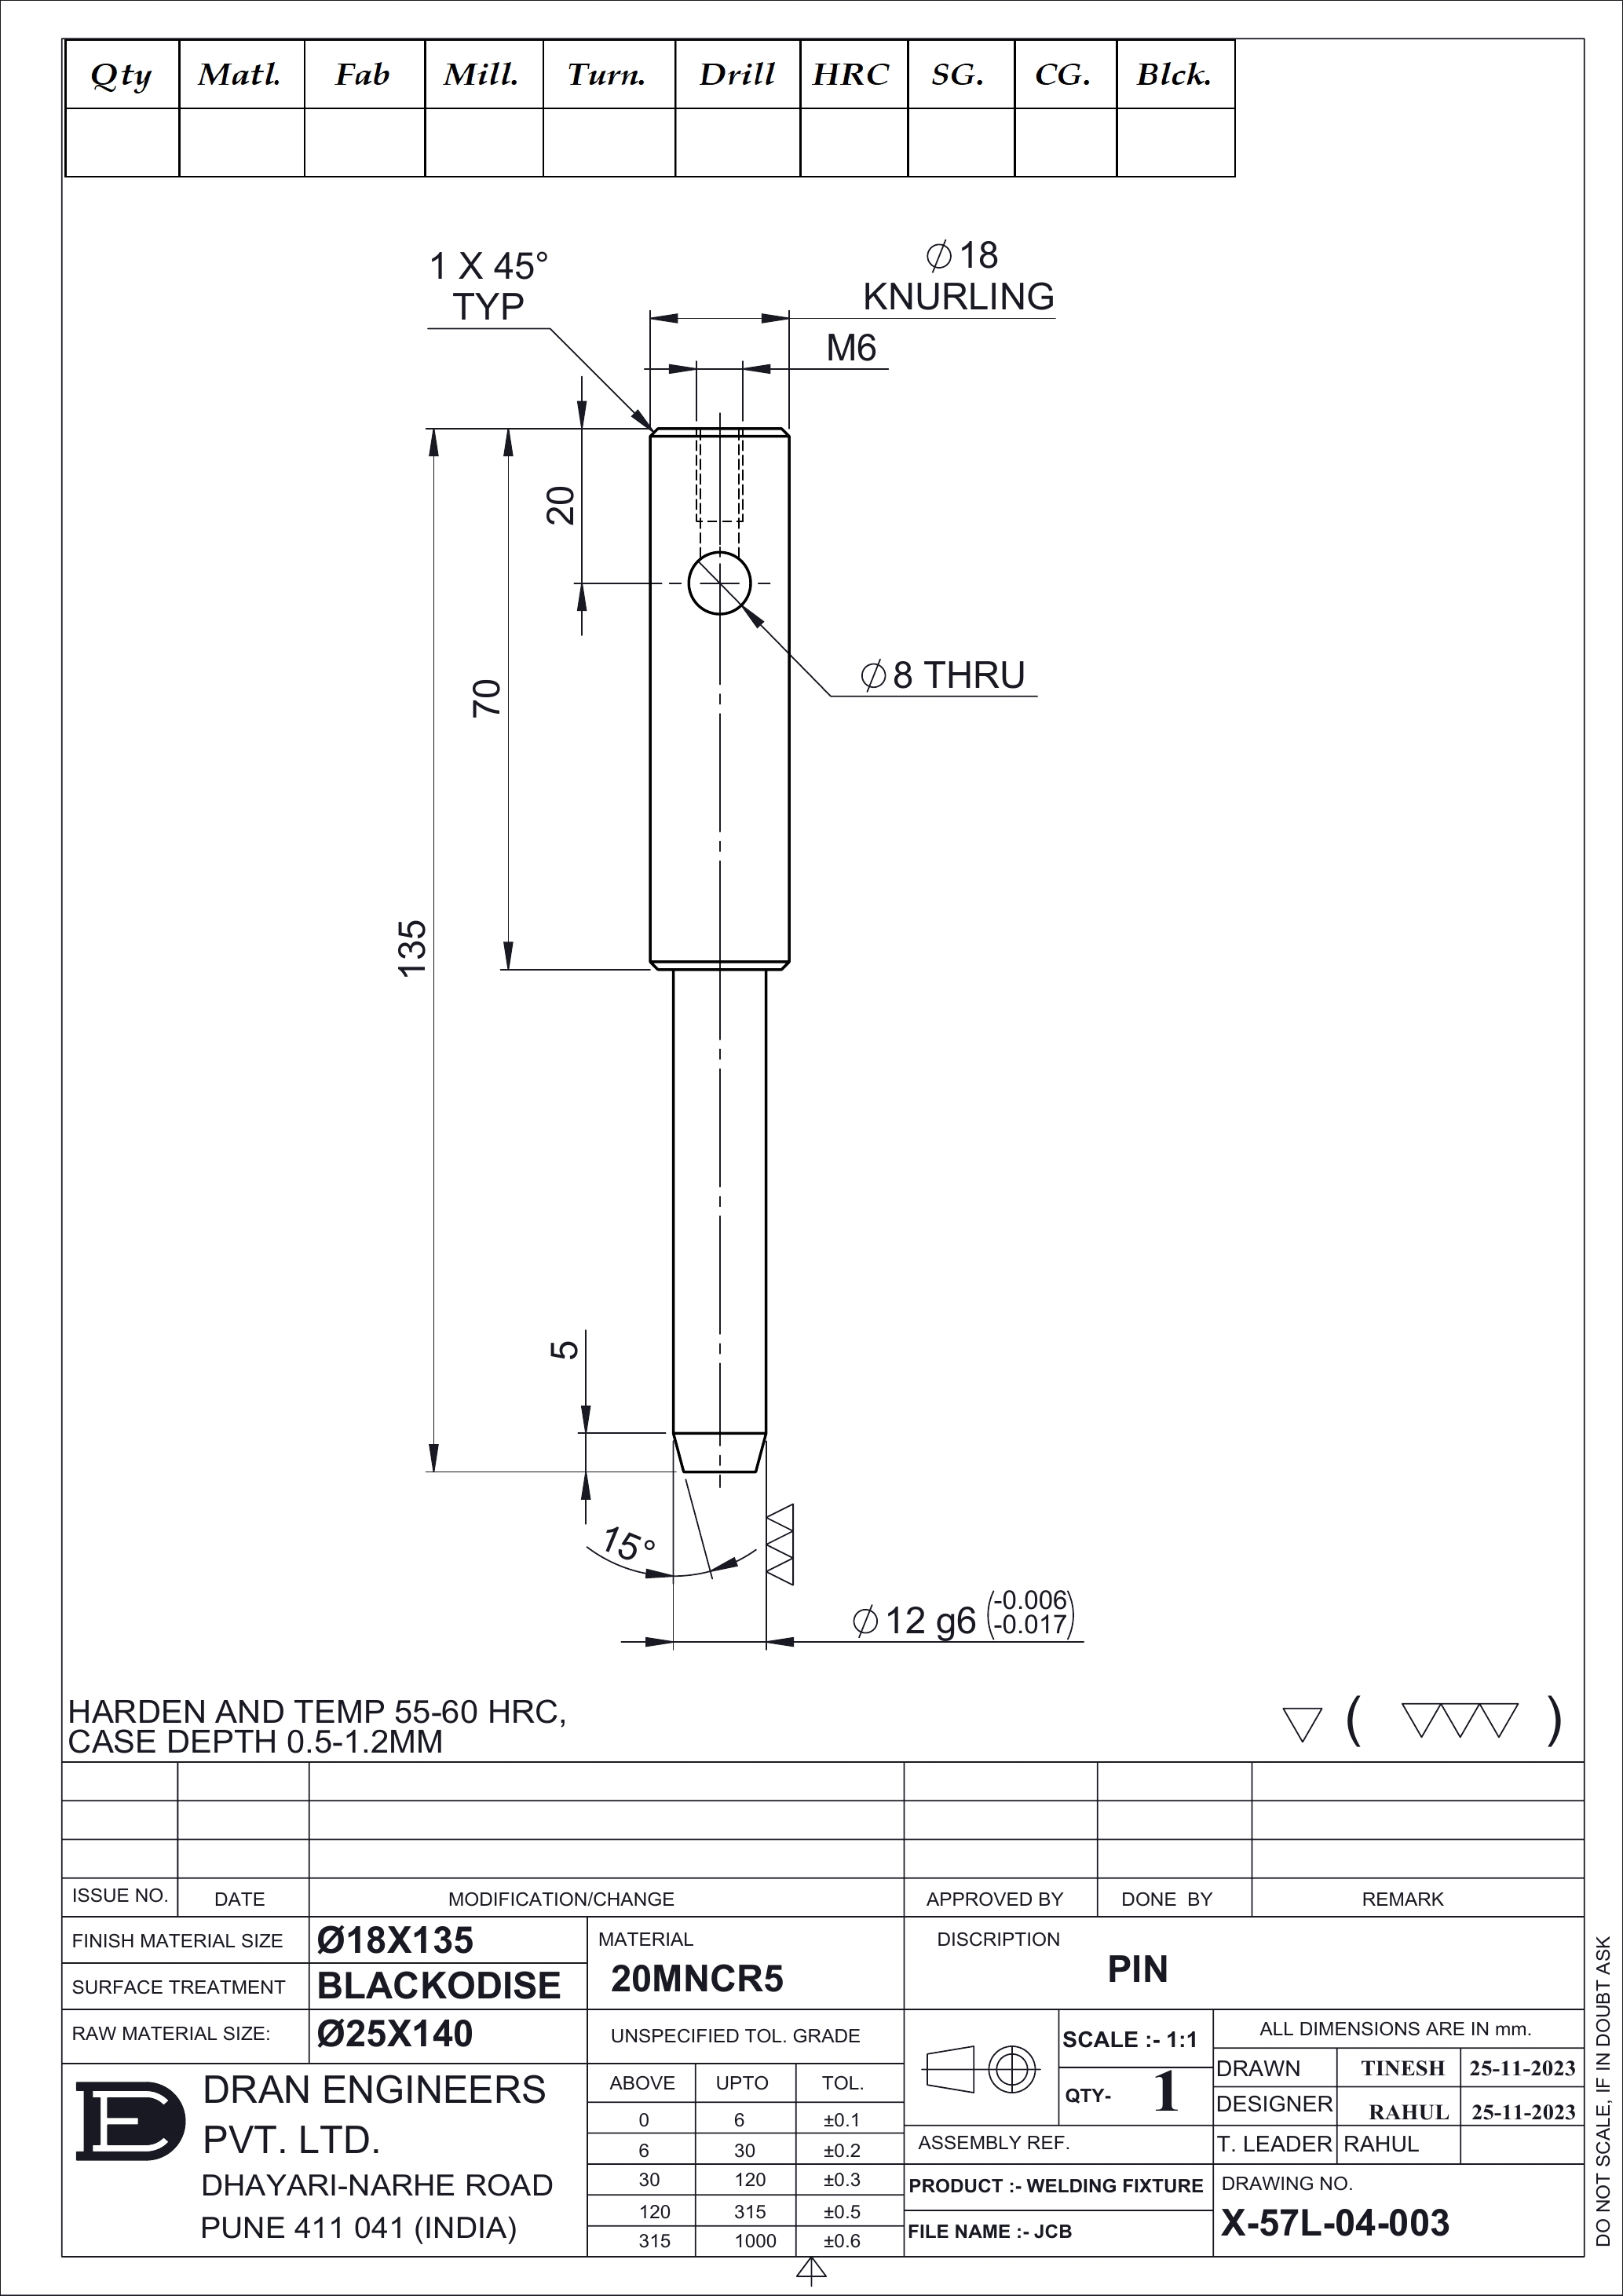 Qty Matl. Fab Mill. Turn. Drill HRC SG. CG. Blck.
1 X 45°
TYP
⌀18
KNURLING
M6
20
70
135
⌀8 THRU
5
15°
⌀12 g6 (-0.006
-0.017)
HARDEN AND TEMP 55-60 HRC,
CASE DEPTH 0.5-1.2MM
( )
ISSUE NO. DATE MODIFICATION/CHANGE APPROVED BY DONE BY REMARK
FINISH MATERIAL SIZE Ø18X135
SURFACE TREATMENT BLACKODISE
RAW MATERIAL SIZE: Ø25X140
MATERIAL
20MNCR5
DISCRIPTION
PIN
UNSPECIFIED TOL. GRADE
ABOVE UPTO TOL.
0 6 ±0.1
6 30 ±0.2
30 120 ±0.3
120 315 ±0.5
315 1000 ±0.6
SCALE :- 1:1
QTY- 1
ALL DIMENSIONS ARE IN mm.
DRAWN TINESH 25-11-2023
DESIGNER RAHUL 25-11-2023
T. LEADER RAHUL
ASSEMBLY REF.
PRODUCT :- WELDING FIXTURE
FILE NAME :- JCB
DRAWING NO.
X-57L-04-003
DE
DRAN ENGINEERS
PVT. LTD.
DHAYARI-NARHE ROAD
PUNE 411 041 (INDIA)
DO NOT SCALE, IF IN DOUBT ASK